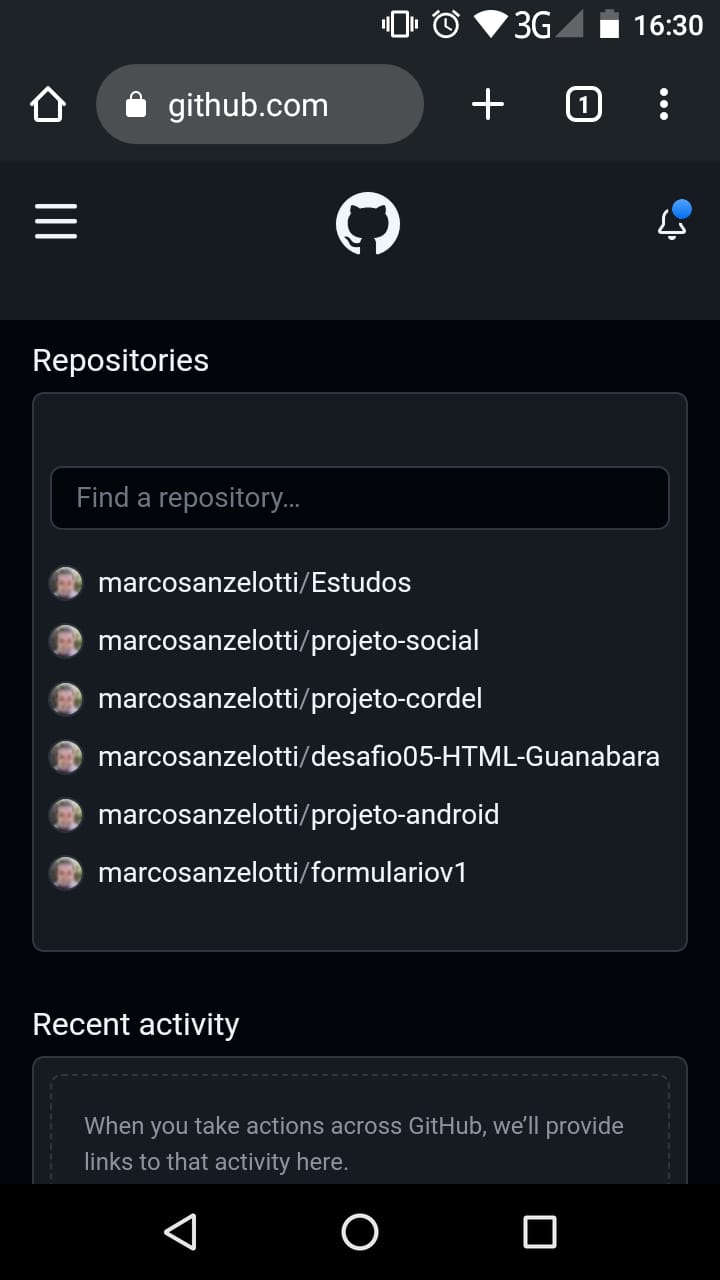 3G 16:30
github.com 1
Repositories
Find a repository…
marcosanzelotti/Estudos
marcosanzelotti/projeto-social
marcosanzelotti/projeto-cordel
marcosanzelotti/desafio05-HTML-Guanabara
marcosanzelotti/projeto-android
marcosanzelotti/formulariov1
Recent activity
When you take actions across GitHub, we’ll provide
links to that activity here.